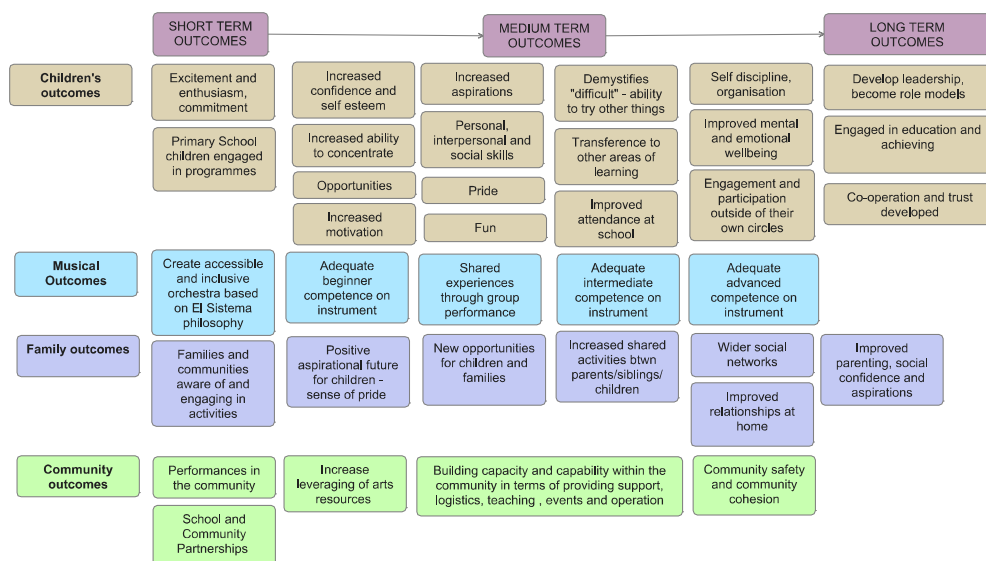 SHORT TERM
OUTCOMES
MEDIUM TERM
OUTCOMES
LONG TERM
OUTCOMES
Children's
outcomes
Excitement and
enthusiasm,
commitment
Primary School
children engaged
in programmes
Increased
confidence and
self esteem
Increased ability
to concentrate
Opportunities
Increased
motivation
Increased
aspirations
Personal,
interpersonal and
social skills
Pride
Fun
Demystifies
"difficult" - ability
to try other things
Transference to
other areas of
learning
Improved
attendance at
school
Self discipline,
organisation
Improved mental
and emotional
wellbeing
Engagement and
participation
outside of their
own circles
Develop leadership,
become role models
Engaged in education and
achieving
Co-operation and trust
developed
Musical
Outcomes
Create accessible
and inclusive
orchestra based
on El Sistema
philosophy
Adequate
beginner
competence on
instrument
Shared
experiences
through group
performance
Adequate
intermediate
competence on
instrument
Adequate
advanced
competence on
instrument
Family outcomes
Families and
communities
aware of and
engaging in
activities
Positive
aspirational future
for children -
sense of pride
New opportunities
for children and
families
Increased shared
activities btwn
parents/siblings/
children
Wider social
networks
Improved
relationships at
home
Improved
parenting, social
confidence and
aspirations
Community
outcomes
Performances in
the community
School and
Community
Partnerships
Increase
leveraging of arts
resources
Building capacity and capability within the
community in terms of providing support,
logistics, teaching , events and operation
Community safety
and community
cohesion